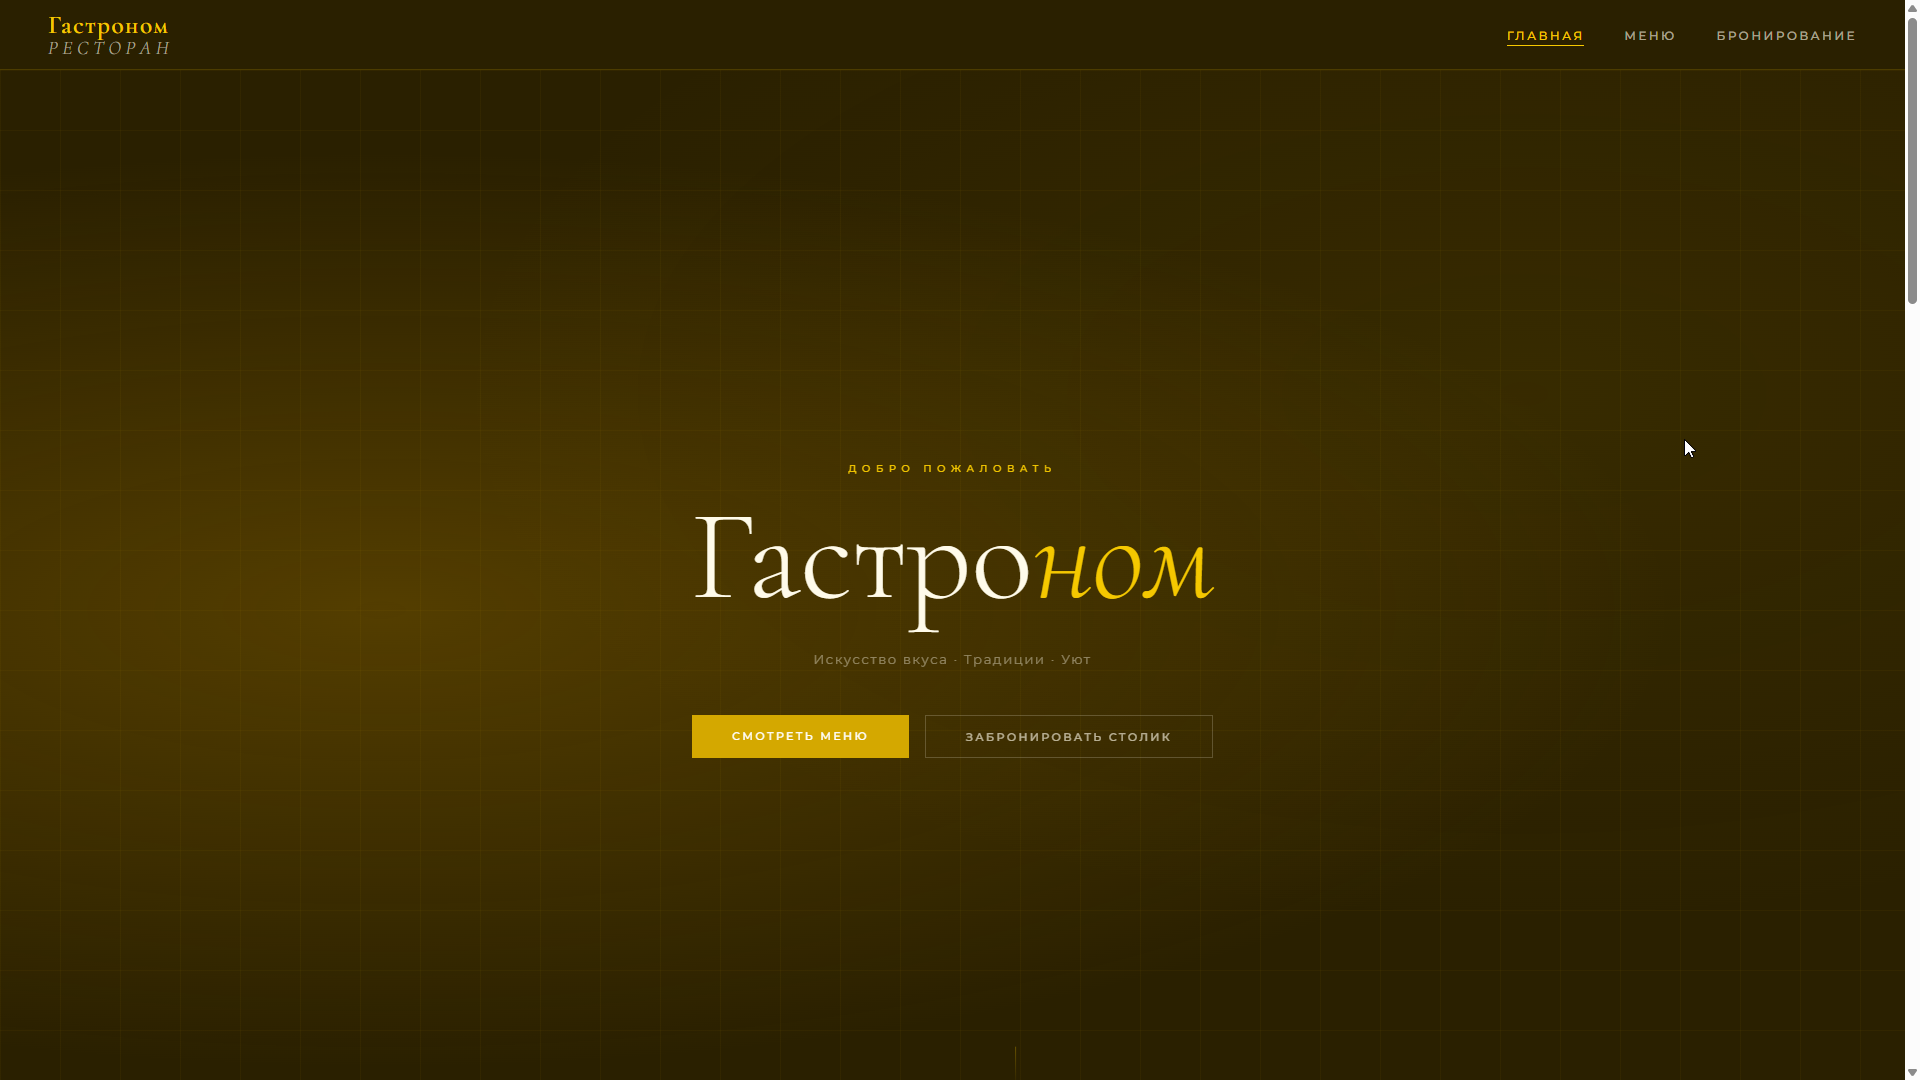 Гастроном
РЕСТОРАН
ГЛАВНАЯ
МЕНЮ
БРОНИРОВАНИЕ
ДОБРО ПОЖАЛОВАТЬ
Гастроном
Искусство вкуса · Традиции · Уют
СМОТРЕТЬ МЕНЮ
ЗАБРОНИРОВАТЬ СТОЛИК